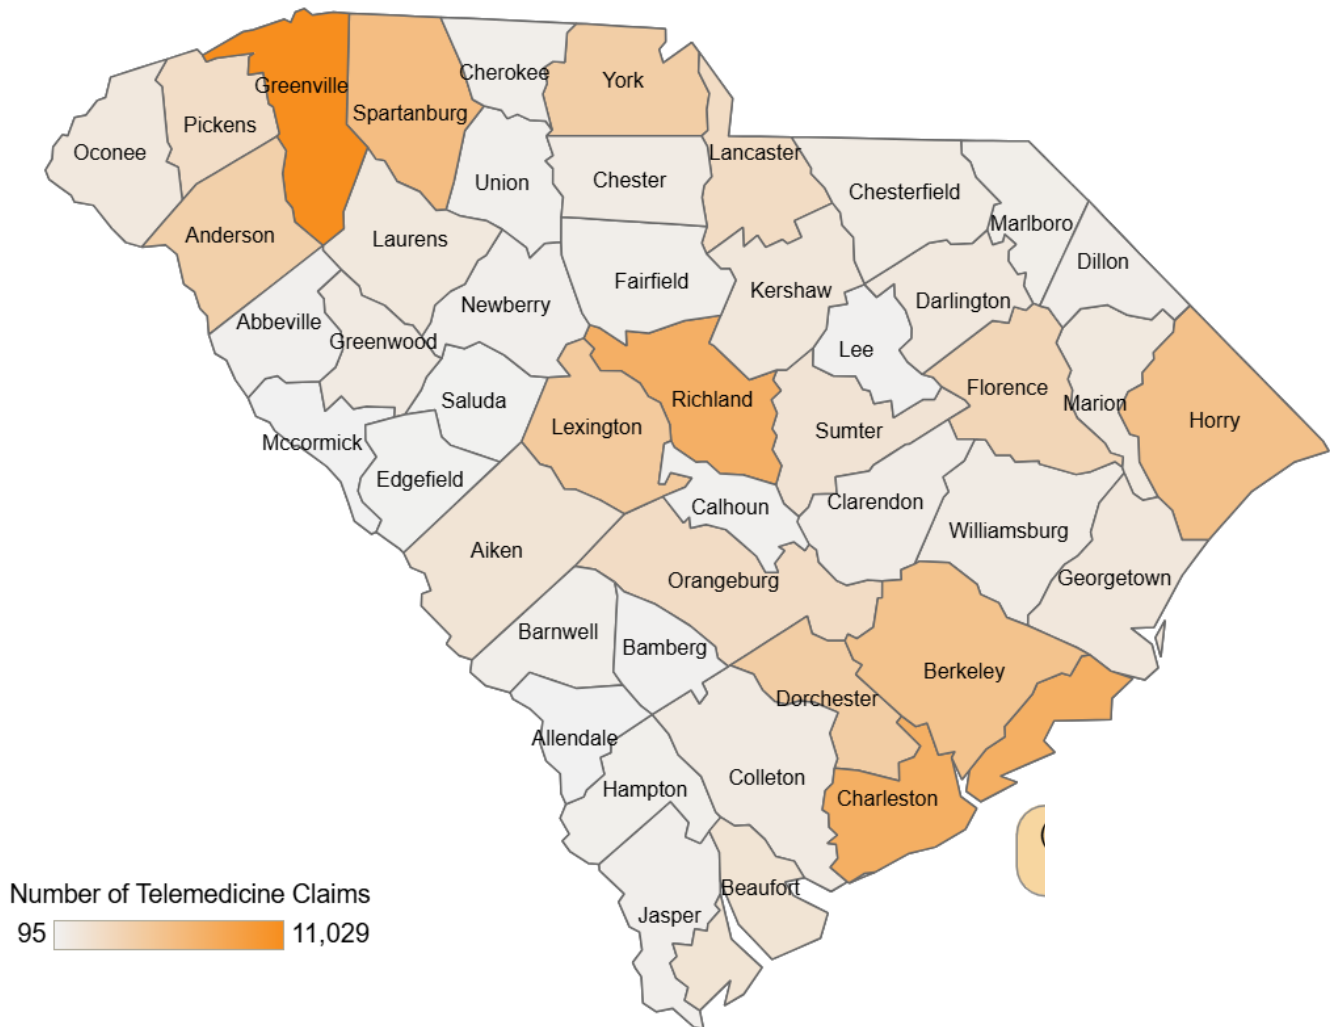 Cherokee
York
Greenville
Spartanburg
Pickens
Oconee
Lancaster
Union
Chester
Chesterfield
Marlboro
Anderson
Laurens
Dillon
Fairfield
Kershaw
Newberry
Darlington
Abbeville
Greenwood
Lee
Florence
Saluda
Richland
Marion
Horry
Lexington
Sumter
Mccormick
Edgefield
Calhoun
Clarendon
Williamsburg
Aiken
Orangeburg
Georgetown
Barnwell
Bamberg
Berkeley
Dorchester
Allendale
Colleton
Hampton
Charleston
Beaufort
Jasper
Number of Telemedicine Claims
95 11,029